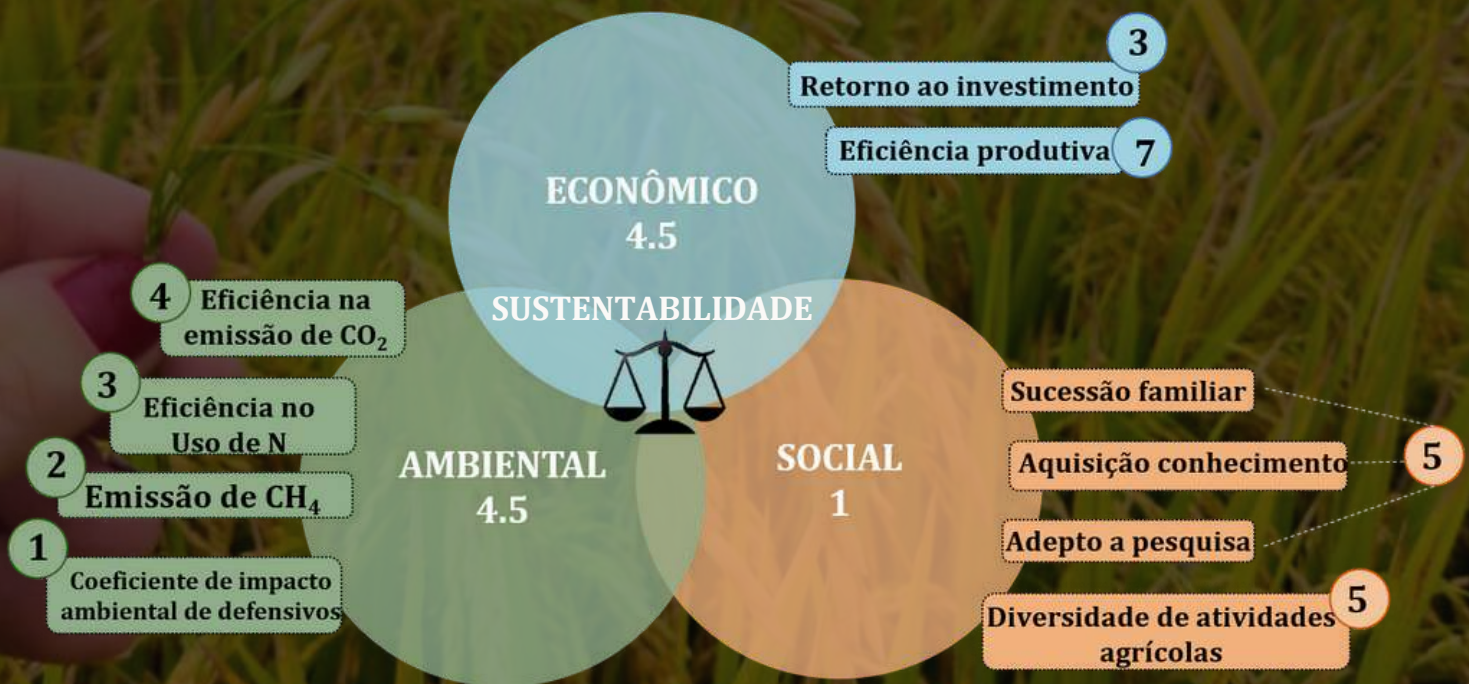 3
Retorno ao investimento
Eficiência produtiva 7
ECONÔMICO
4.5
SUSTENTABILIDADE
4 Eficiência na
emissão de CO₂
3 Eficiência no
Uso de N
2
Emissão de CH₄
1
Coeficiente de impacto
ambiental de defensivos
AMBIENTAL
4.5
SOCIAL
1
Sucessão familiar
Aquisição conhecimento
5
Adepto a pesquisa
Diversidade de atividades
agrícolas
5